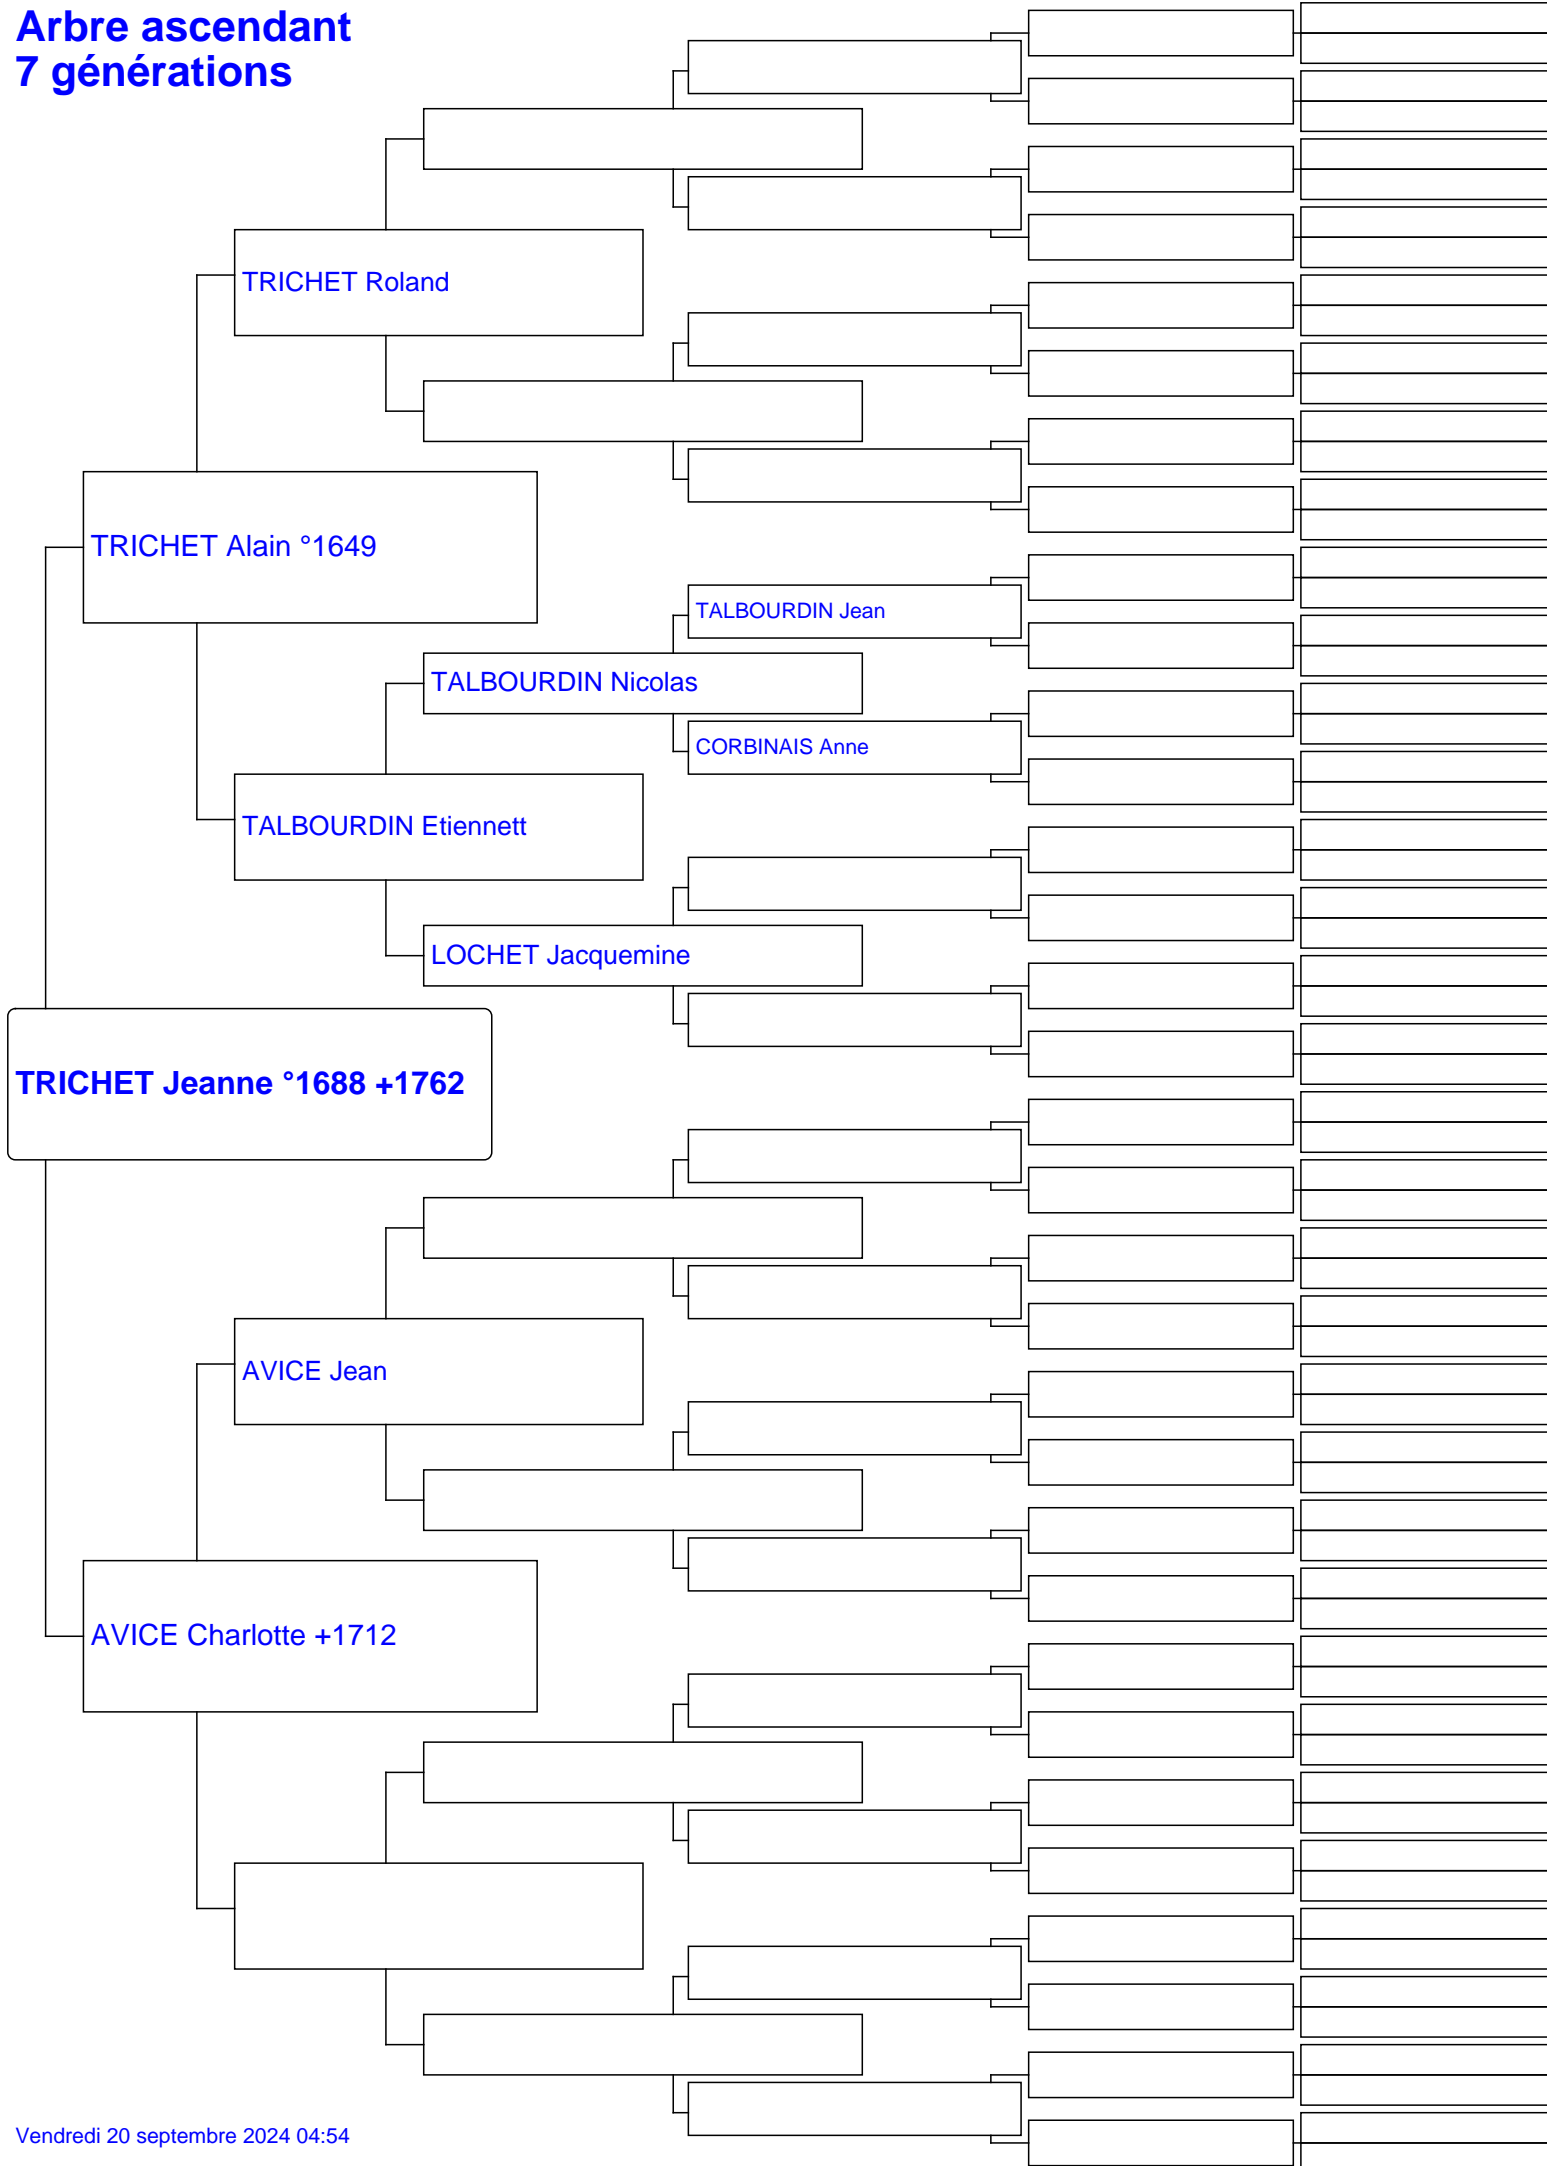 Arbre ascendant
7 générations
TRICHET Roland
TRICHET Alain °1649
TALBOURDIN Jean
TALBOURDIN Nicolas
CORBINAIS Anne
TALBOURDIN Etiennett
LOCHET Jacquemine
TRICHET Jeanne °1688 +1762
AVICE Jean
AVICE Charlotte +1712
Vendredi 20 septembre 2024 04:54